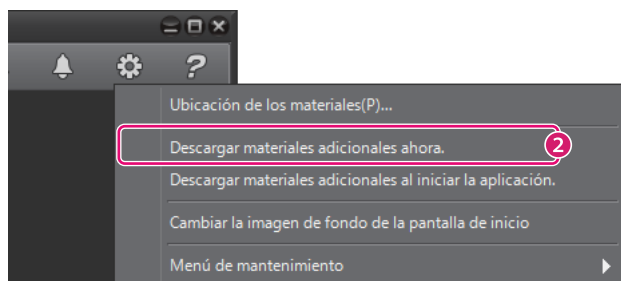 ?
Ubicación de los materiales(P)...
Descargar materiales adicionales ahora.
2
Descargar materiales adicionales al iniciar la aplicación.
Cambiar la imagen de fondo de la pantalla de inicio
Menú de mantenimiento